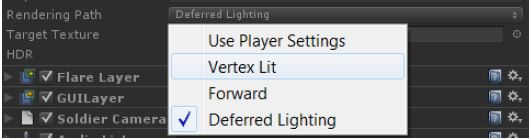 Rendering Path
Deferred Lighting
Target Texture
Use Player Settings
HDR
Vertex Lit
Flare Layer
Forward
GUILayer
Deferred Lighting
Soldier Camera